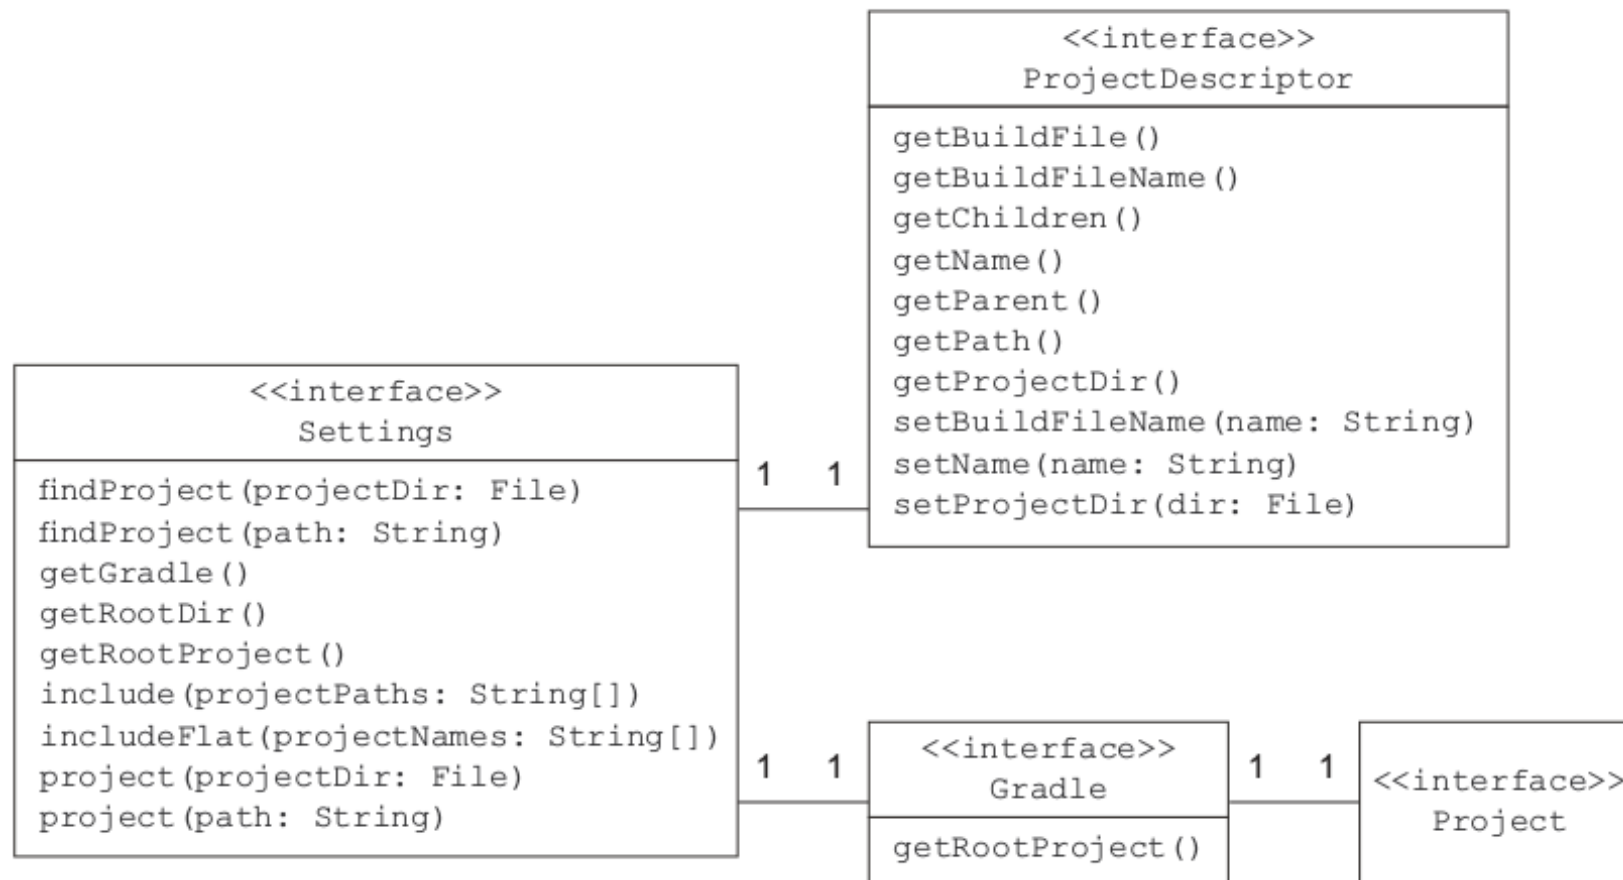 <<interface>>
ProjectDescriptor
getBuildFile()
getBuildFileName()
getChildren()
getName()
getParent()
getPath()
getProjectDir()
setBuildFileName(name: String)
setName(name: String)
setProjectDir(dir: File)
<<interface>>
Settings
findProject(projectDir: File)
findProject(path: String)
getGradle()
getRootDir()
getRootProject()
include(projectPaths: String[])
includeFlat(projectNames: String[])
project(projectDir: File)
project(path: String)
1 1
1 1
<<interface>>
Gradle
getRootProject()
1 1
<<interface>>
Project